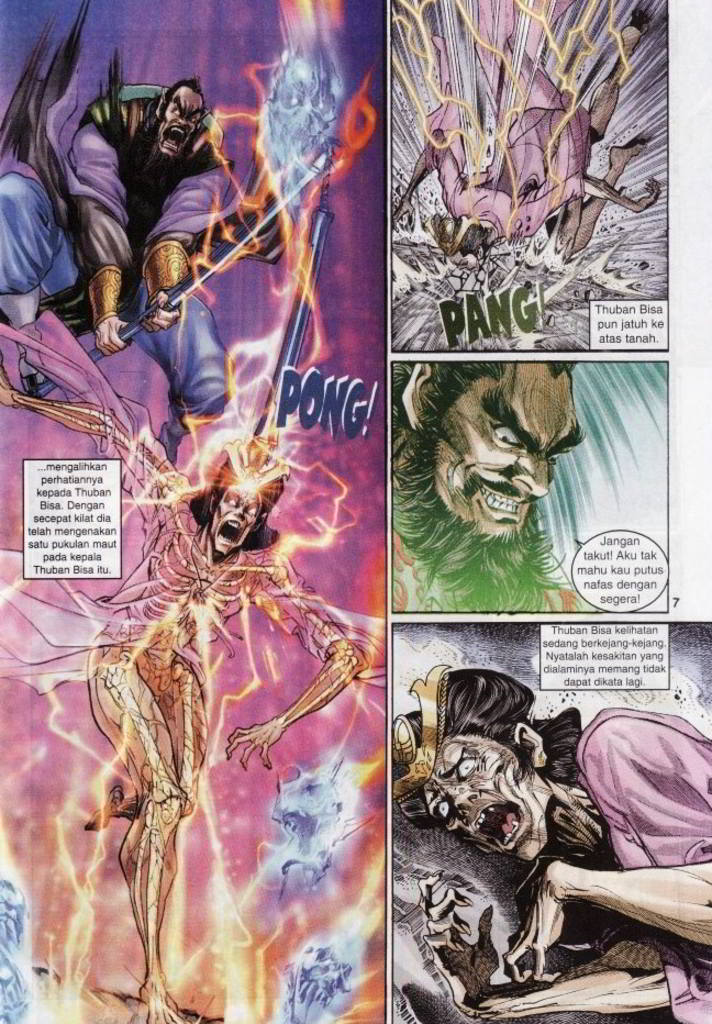 PONG!
...mengalihkan
perhatiannya
kepada Thuban
Bisa. Dengan
secepat kilat dia
telah mengenakan
satu pukulan maut
pada kepala
Thuban Bisa itu.
PANG!
Thuban Bisa
pun jatuh ke
atas tanah.
Jangan
takut! Aku tak
mahu kau putus
nafas dengan
segera!
7
Thuban Bisa kelihatan
sedang berkejang-kejang.
Nyatalah kesakitan yang
dialaminya memang tidak
dapat dikata lagi.